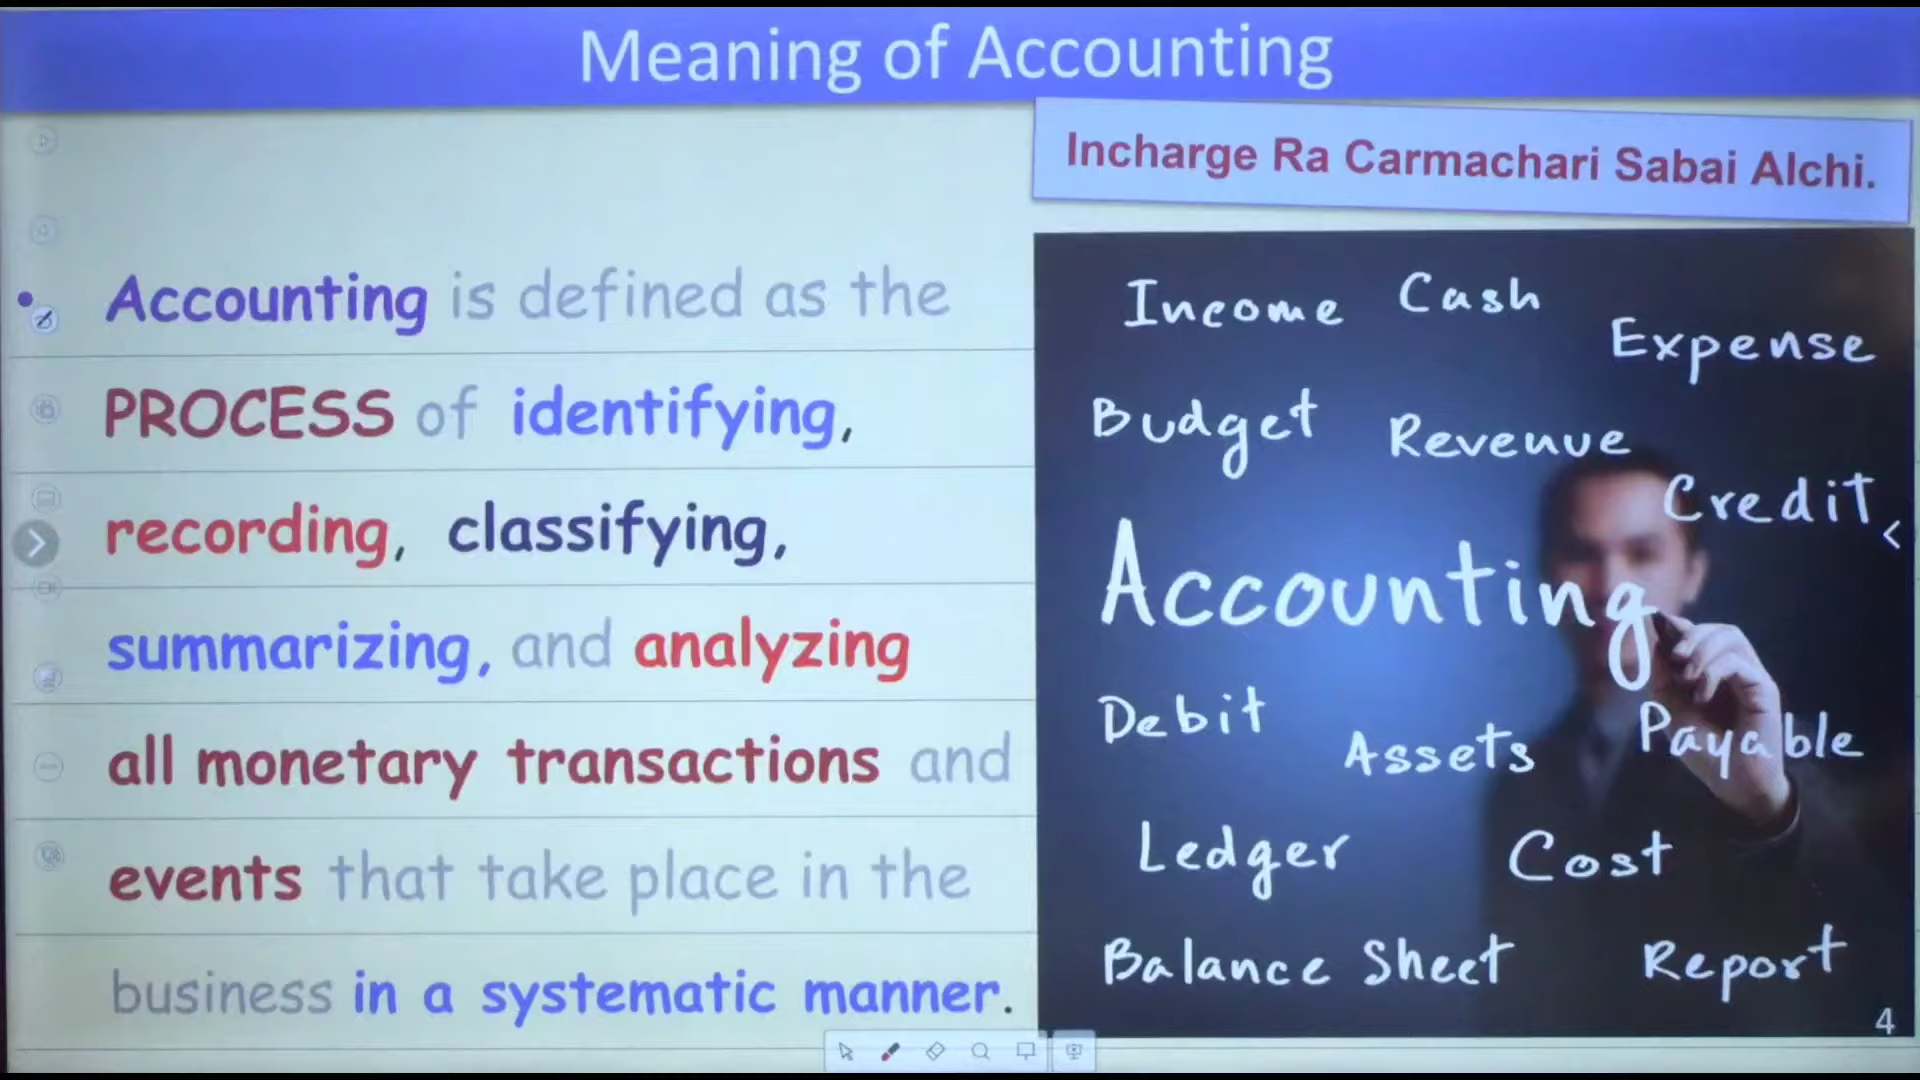 Meaning of Accounting
Incharge Ra Carmachari Sabai Alchi.
Accounting is defined as the
PROCESS of identifying,
recording, classifying,
summarizing, and analyzing
all monetary transactions and
events that take place in the
business in a systematic manner.
Income Cash
Expense
Budget Revenue
Credit
Accounting
Debit Assets Payable
Ledger Cost
Balance Sheet Report
4